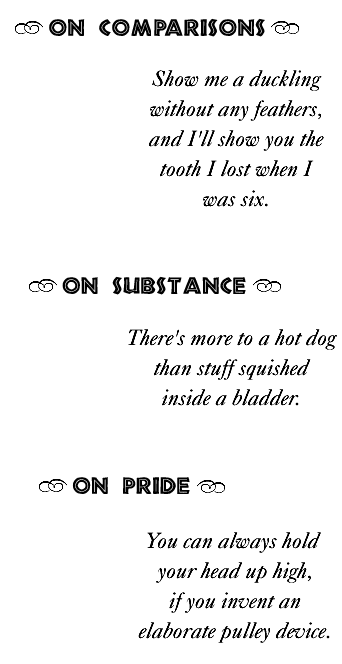 ON COMPARISONS
Show me a duckling
without any feathers,
and I'll show you the
tooth I lost when I
was six.
ON SUBSTANCE
There's more to a hot dog
than stuff squished
inside a bladder.
ON PRIDE
You can always hold
your head up high,
if you invent an
elaborate pulley device.